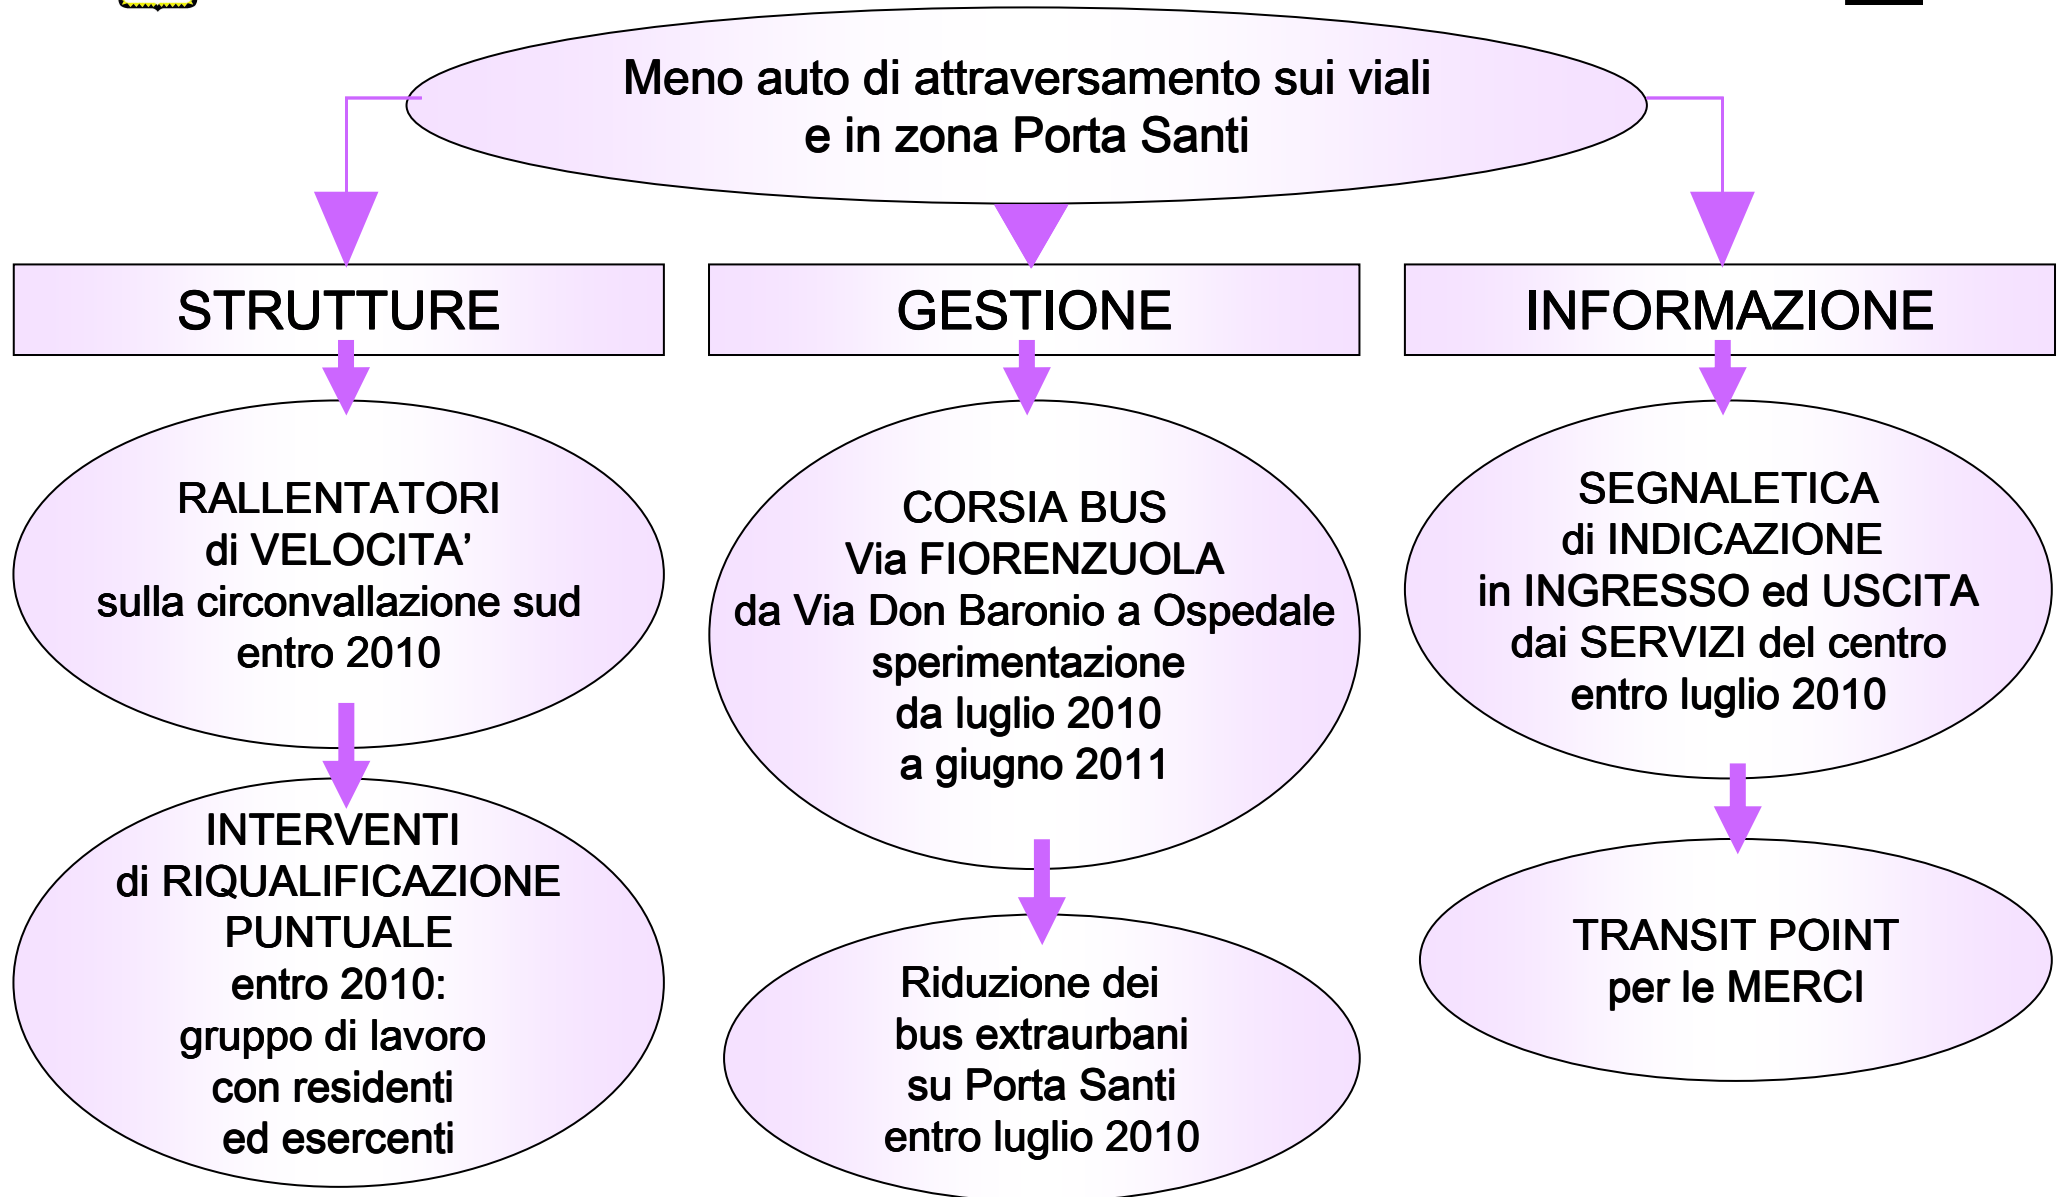 Meno auto di attraversamento sui viali
e in zona Porta Santi
STRUTTURE
GESTIONE
INFORMAZIONE
RALLENTATORI
di VELOCITA’
sulla circonvallazione sud
entro 2010
INTERVENTI
di RIQUALIFICAZIONE
PUNTUALE
entro 2010:
gruppo di lavoro
con residenti
ed esercenti
CORSIA BUS
Via FIORENZUOLA
da Via Don Baronio a Ospedale
sperimentazione
da luglio 2010
a giugno 2011
Riduzione dei
bus extraurbani
su Porta Santi
entro luglio 2010
SEGNALETICA
di INDICAZIONE
in INGRESSO ed USCITA
dai SERVIZI del centro
entro luglio 2010
TRANSIT POINT
per le MERCI